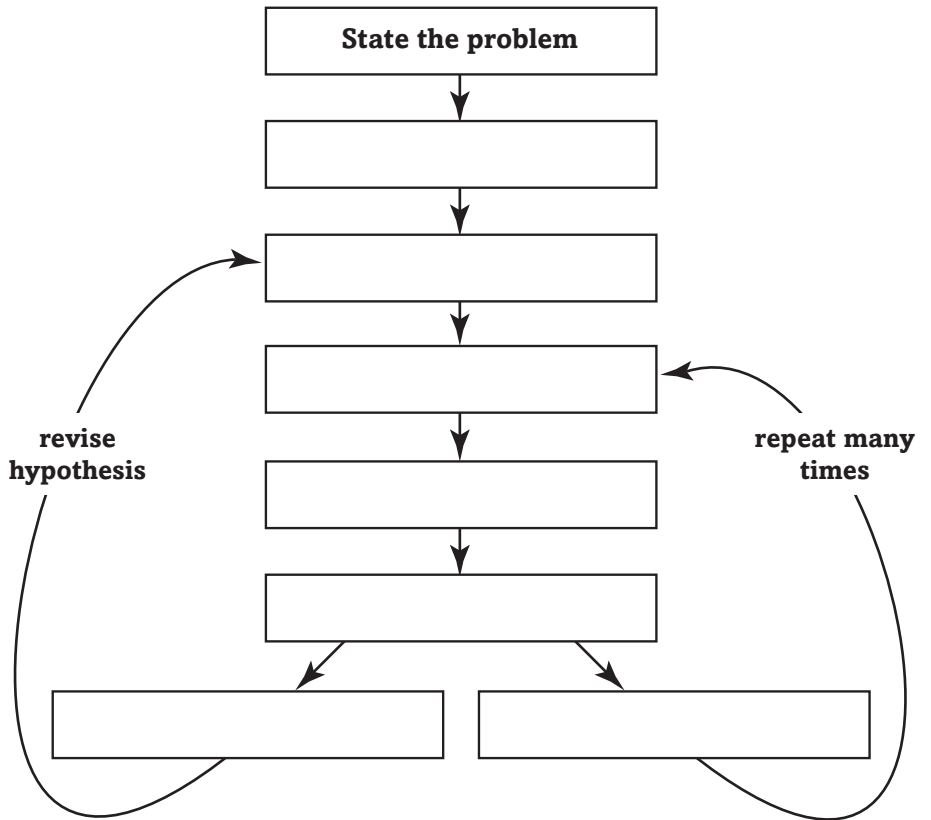 State the problem
revise
hypothesis
repeat many
times